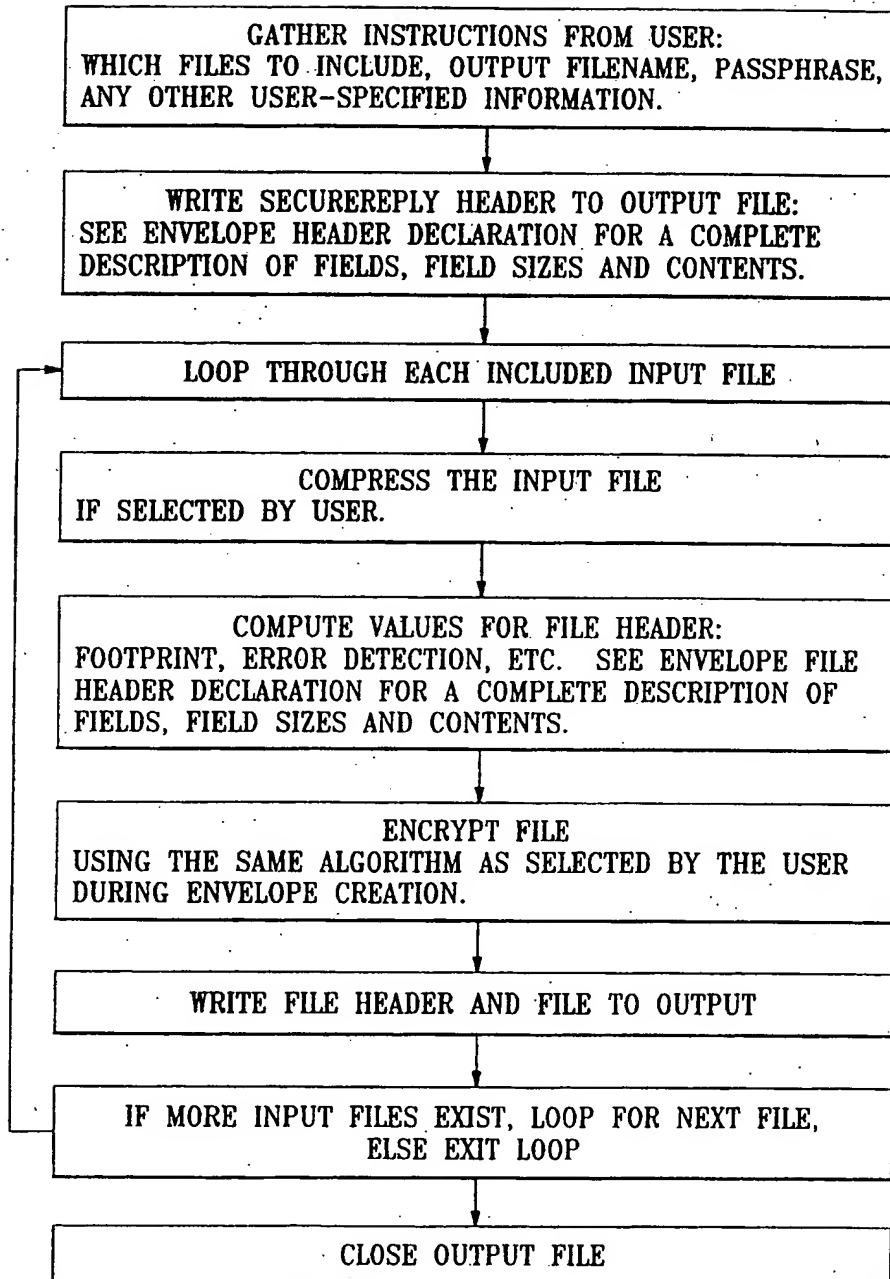 GATHER INSTRUCTIONS FROM USER:
WHICH FILES TO INCLUDE, OUTPUT FILENAME, PASSPHRASE,
ANY OTHER USER-SPECIFIED INFORMATION.
WRITE SECUREREPLY HEADER TO OUTPUT FILE:
SEE ENVELOPE HEADER DECLARATION FOR A COMPLETE
DESCRIPTION OF FIELDS, FIELD SIZES AND CONTENTS.
LOOP THROUGH EACH INCLUDED INPUT FILE
COMPRESS THE INPUT FILE
IF SELECTED BY USER.
COMPUTE VALUES FOR FILE HEADER:
FOOTPRINT, ERROR DETECTION, ETC. SEE ENVELOPE FILE
HEADER DECLARATION FOR A COMPLETE DESCRIPTION OF
FIELDS, FIELD SIZES AND CONTENTS.
ENCRYPT FILE
USING THE SAME ALGORITHM AS SELECTED BY THE USER
DURING ENVELOPE CREATION.
WRITE FILE HEADER AND FILE TO OUTPUT
IF MORE INPUT FILES EXIST, LOOP FOR NEXT FILE,
ELSE EXIT LOOP
CLOSE OUTPUT FILE